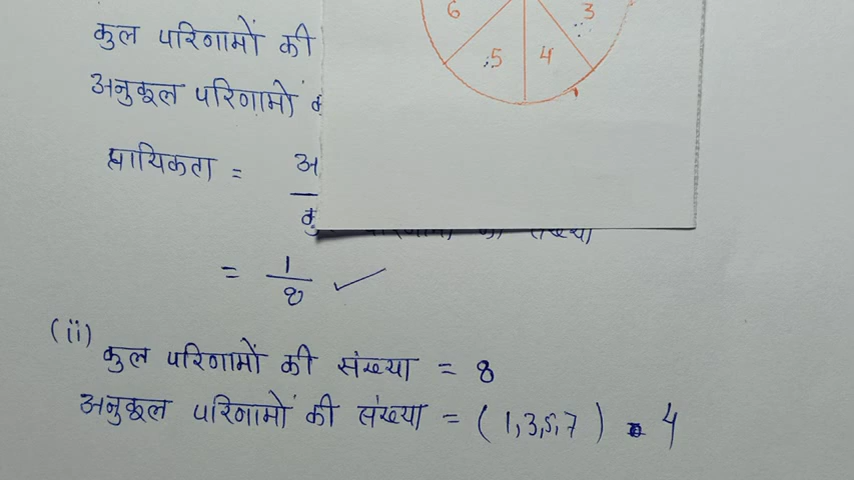 6 3
5 4
कुल परिणामों की
अनुकूल परिणामों
प्रायिकता =
= 1/8
(ii)
कुल परिणामों की संख्या = 8
अनुकूल परिणामों की संख्या = (1,3,5,7) = 4